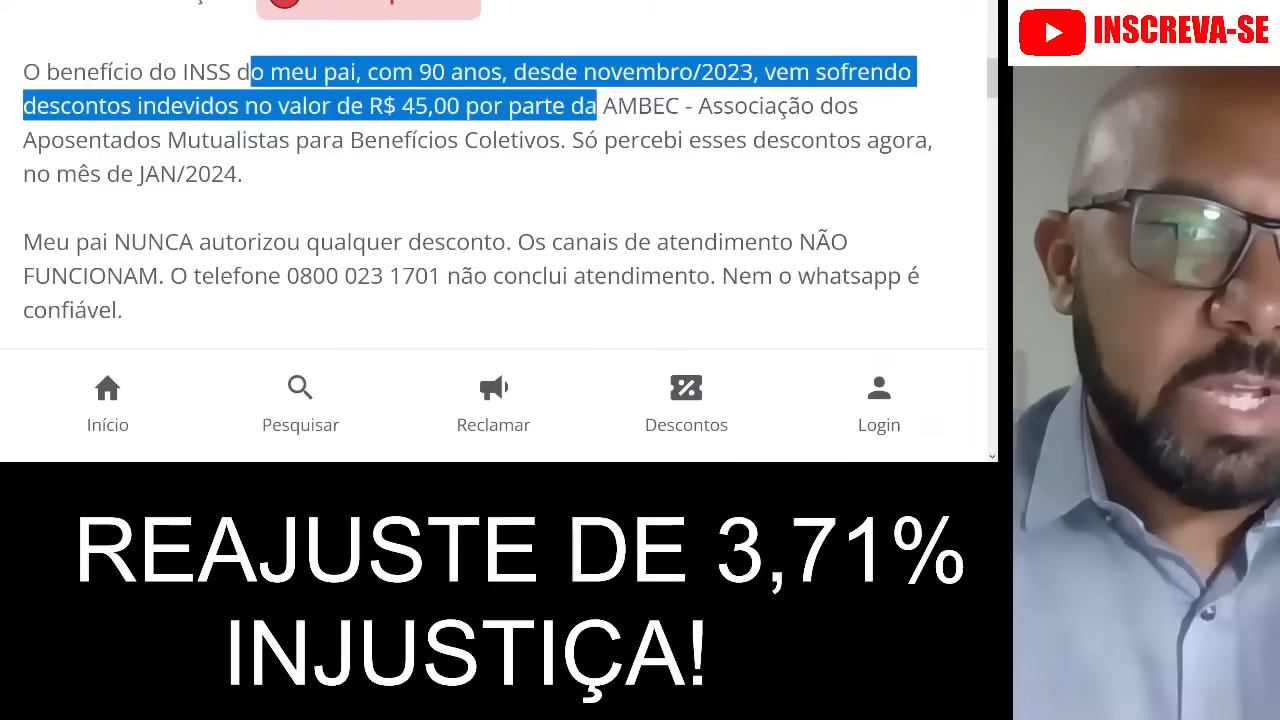 INSCREVA-SE
O benefício do INSS do meu pai, com 90 anos, desde novembro/2023, vem sofrendo
descontos indevidos no valor de R$ 45,00 por parte da AMBEC - Associação dos
Aposentados Mutualistas para Benefícios Coletivos. Só percebi esses descontos agora,
no mês de JAN/2024.
Meu pai NUNCA autorizou qualquer desconto. Os canais de atendimento NÃO
FUNCIONAM. O telefone 0800 023 1701 não conclui atendimento. Nem o whatsapp é
confiável.
Início
Pesquisar
Reclamar
Descontos
Login
REAJUSTE DE 3,71%
INJUSTIÇA!